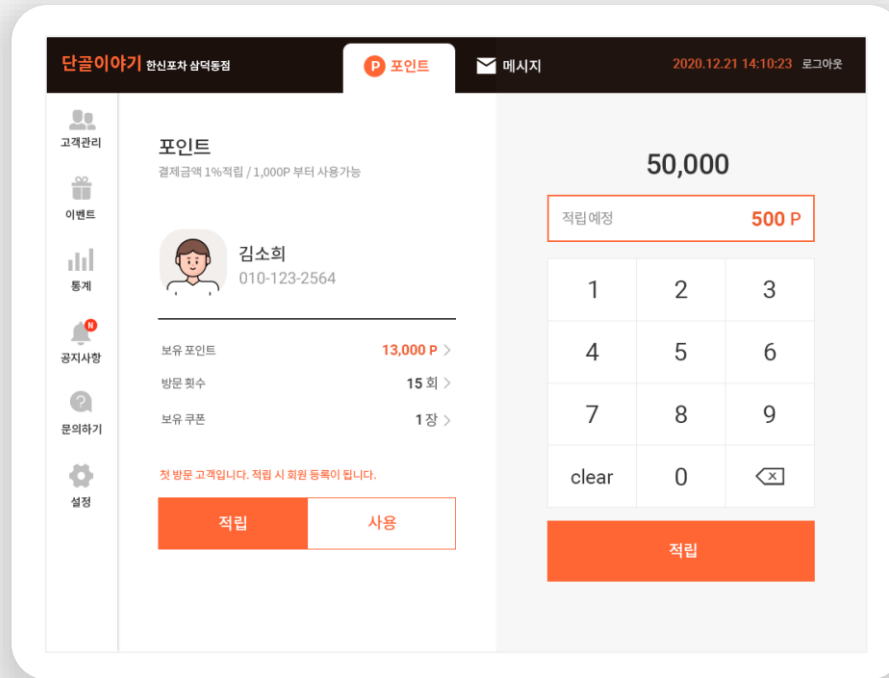 단골이야기 한신포차 삼덕동점
P 포인트
메시지
2020.12.21 14:10:23 로그아웃
고객관리
이벤트
통계
N
공지사항
?
문의하기
설정
포인트
결제금액 1%적립 / 1,000P 부터 사용가능
김소희
010-123-2564
보유 포인트 13,000 P >
방문 횟수 15 회 >
보유 쿠폰 1 장 >
첫 방문 고객입니다. 적립 시 회원 등록이 됩니다.
적립 사용
50,000
적립예정 500 P
1 2 3
4 5 6
7 8 9
clear 0 x
적립